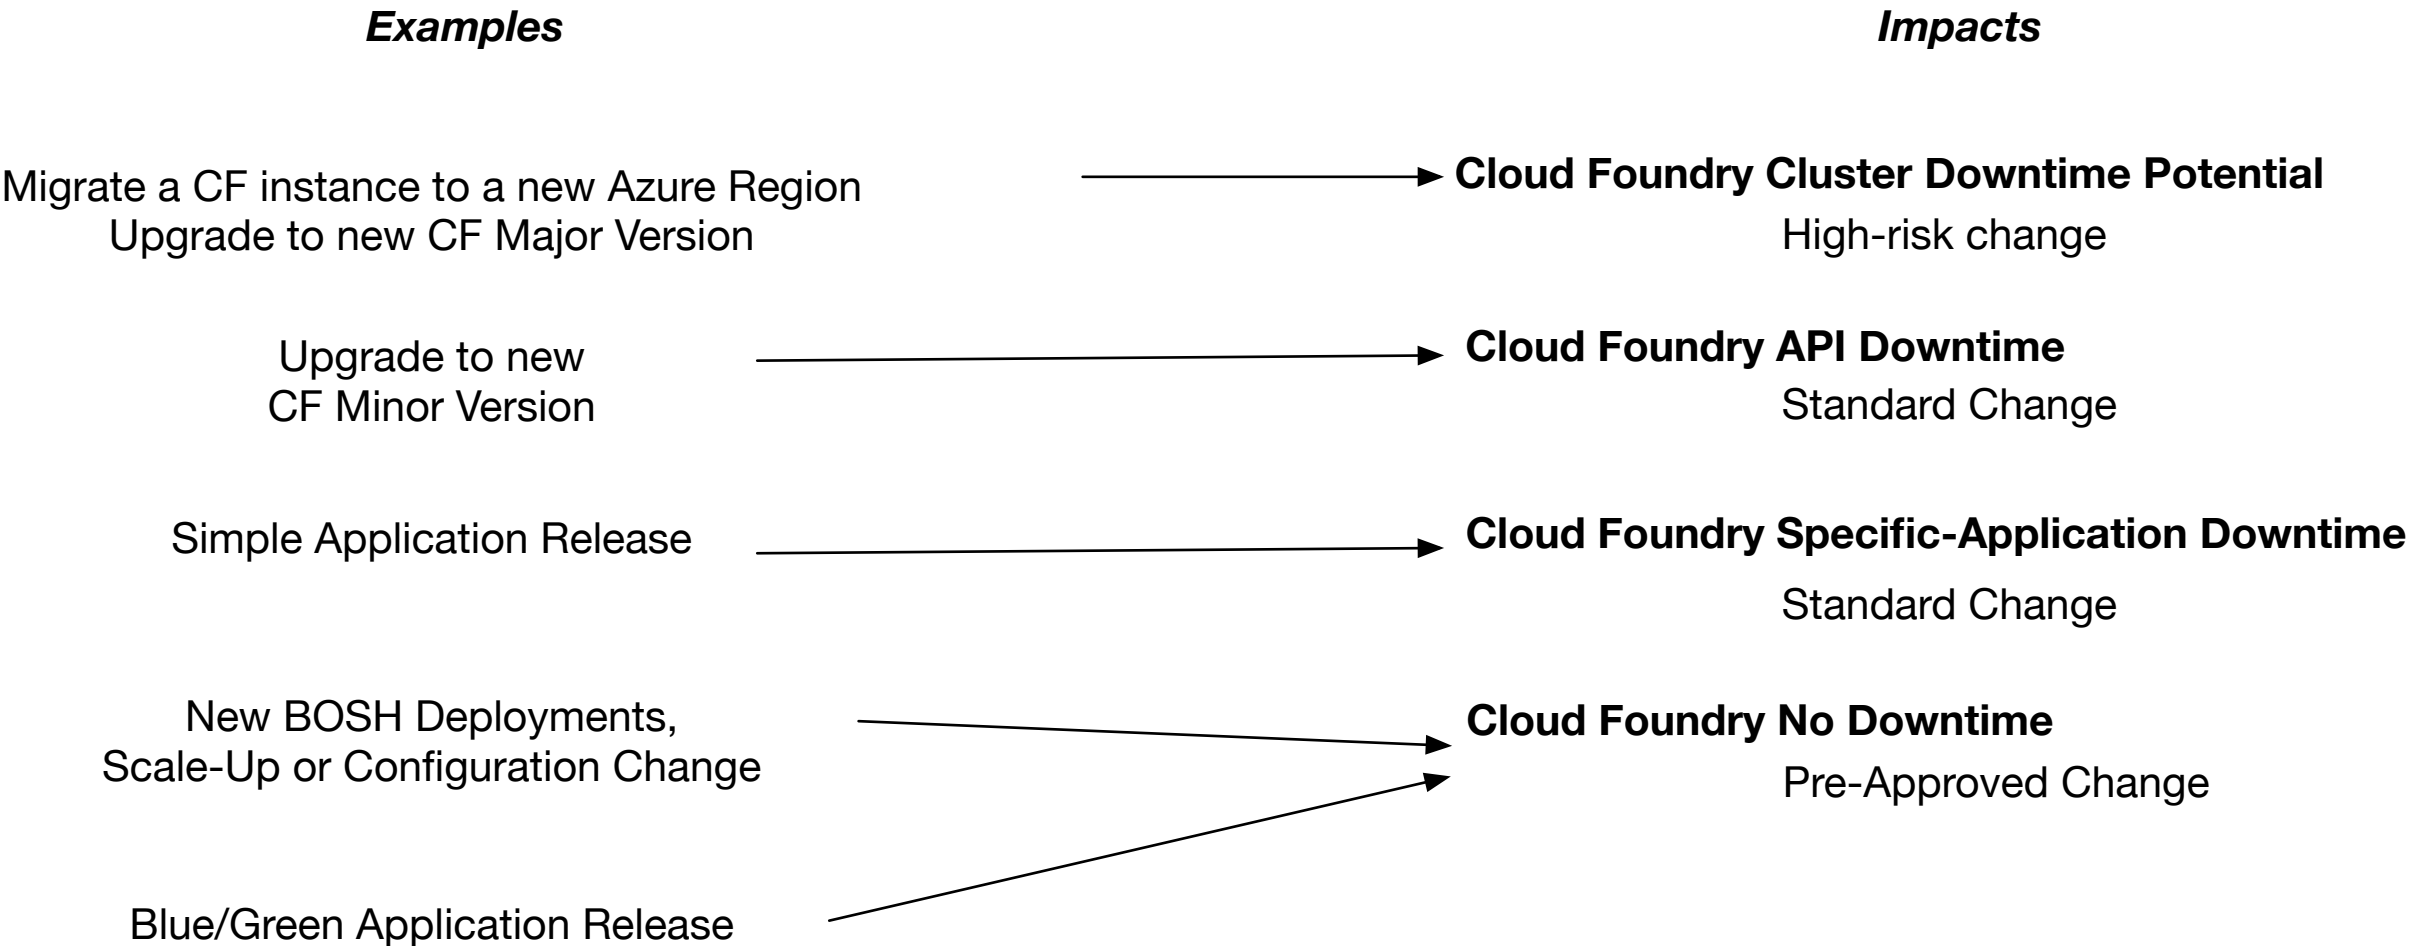 Examples
Impacts
Migrate a CF instance to a new Azure Region
Upgrade to new CF Major Version
Cloud Foundry Cluster Downtime Potential
High-risk change
Upgrade to new
CF Minor Version
Cloud Foundry API Downtime
Standard Change
Simple Application Release
Cloud Foundry Specific-Application Downtime
Standard Change
New BOSH Deployments,
Scale-Up or Configuration Change
Cloud Foundry No Downtime
Pre-Approved Change
Blue/Green Application Release